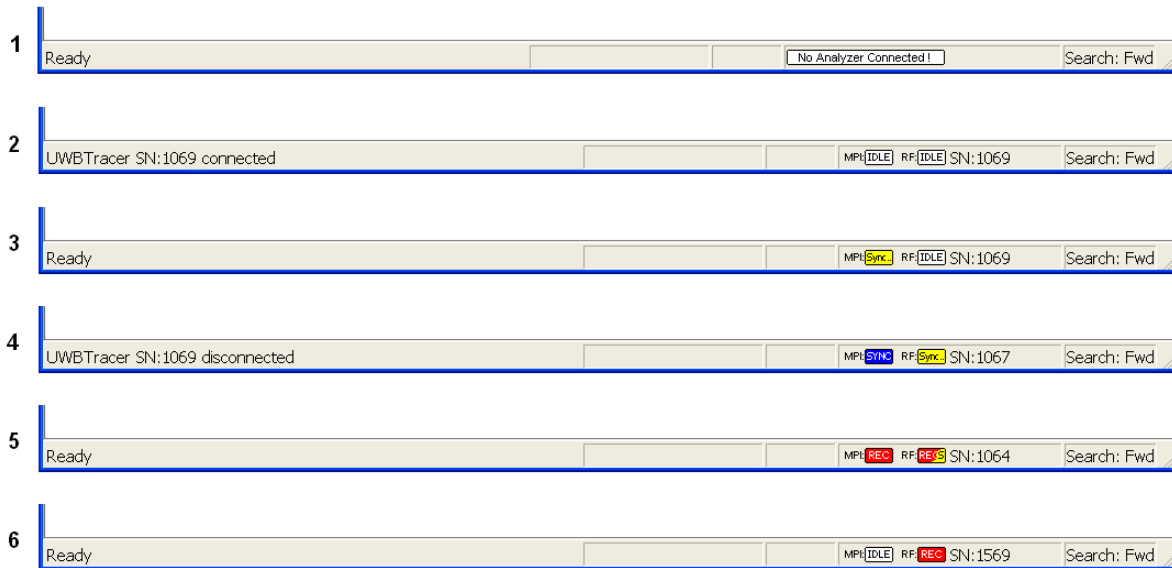 1
Ready No Analyzer Connected ! Search: Fwd
2
UWBTracer SN:1069 connected MPI: IDLE RF: IDLE SN:1069 Search: Fwd
3
Ready MPI: Sync.. RF: IDLE SN:1069 Search: Fwd
4
UWBTracer SN:1069 disconnected MPI: SYNC RF: Sync.. SN:1067 Search: Fwd
5
Ready MPI: REC RF: RECS SN:1064 Search: Fwd
6
Ready MPI: IDLE RF: REC SN:1569 Search: Fwd